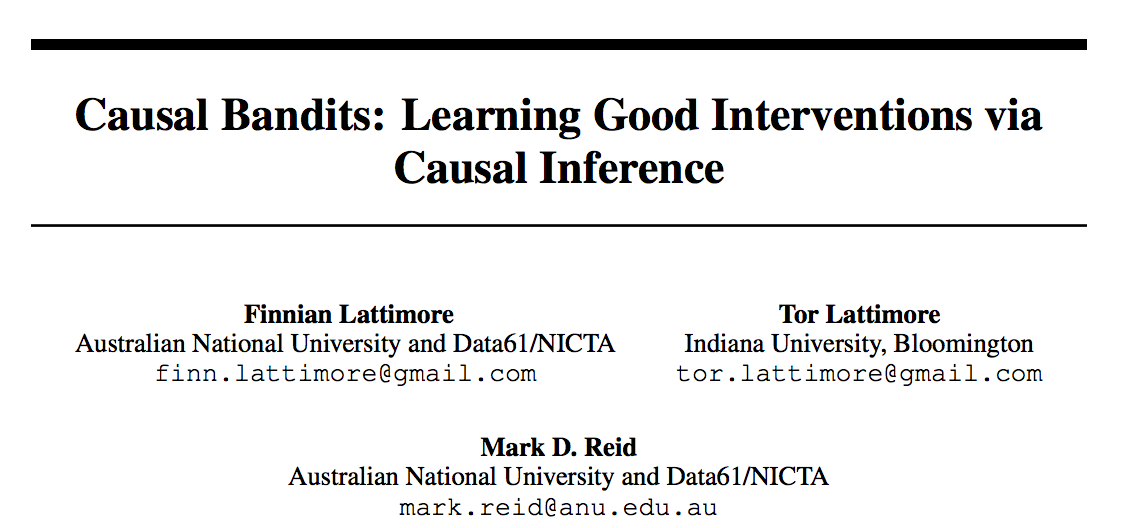 Causal Bandits: Learning Good Interventions via
Causal Inference
Finnian Lattimore
Australian National University and Data61/NICTA
finn.lattimore@gmail.com
Tor Lattimore
Indiana University, Bloomington
tor.lattimore@gmail.com
Mark D. Reid
Australian National University and Data61/NICTA
mark.reid@anu.edu.au